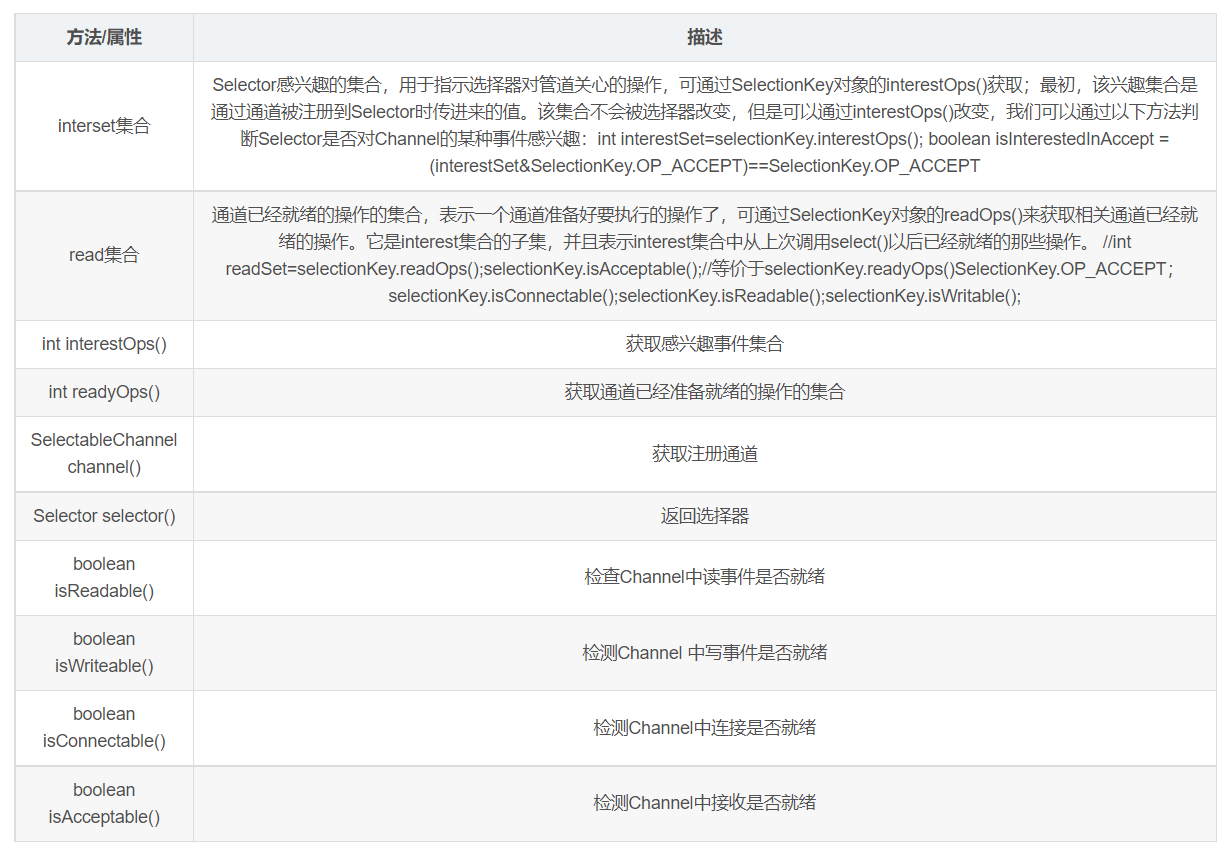 方法/属性
描述
interset集合
Selector感兴趣的集合，用于指示选择器对管道关心的操作，可通过SelectionKey对象的interestOps()获取；最初，该兴趣集合是
通过通道被注册到Selector时传进来的值。该集合不会被选择器改变，但是可以通过interestOps()改变，我们可以通过以下方法判
断Selector是否对Channel的某种事件感兴趣：int interestSet=selectionKey.interestOps(); boolean isInterestedInAccept =
(interestSet&SelectionKey.OP_ACCEPT)==SelectionKey.OP_ACCEPT
read集合
通道已经就绪的操作的集合，表示一个通道准备好要执行的操作了，可通过SelectionKey对象的readOps()来获取相关通道已经就
绪的操作。它是interest集合的子集，并且表示interest集合中从上次调用select()以后已经就绪的那些操作。 //int
readSet=selectionKey.readOps();selectionKey.isAcceptable();//等价于selectionKey.readyOps()SelectionKey.OP_ACCEPT；
selectionKey.isConnectable();selectionKey.isReadable();selectionKey.isWritable();
int interestOps()
获取感兴趣事件集合
int readyOps()
获取通道已经准备就绪的操作的集合
SelectableChannel
channel()
获取注册通道
Selector selector()
返回选择器
boolean
isReadable()
检查Channel中读事件是否就绪
boolean
isWriteable()
检测Channel 中写事件是否就绪
boolean
isConnectable()
检测Channel中连接是否就绪
boolean
isAcceptable()
检测Channel中接收是否就绪